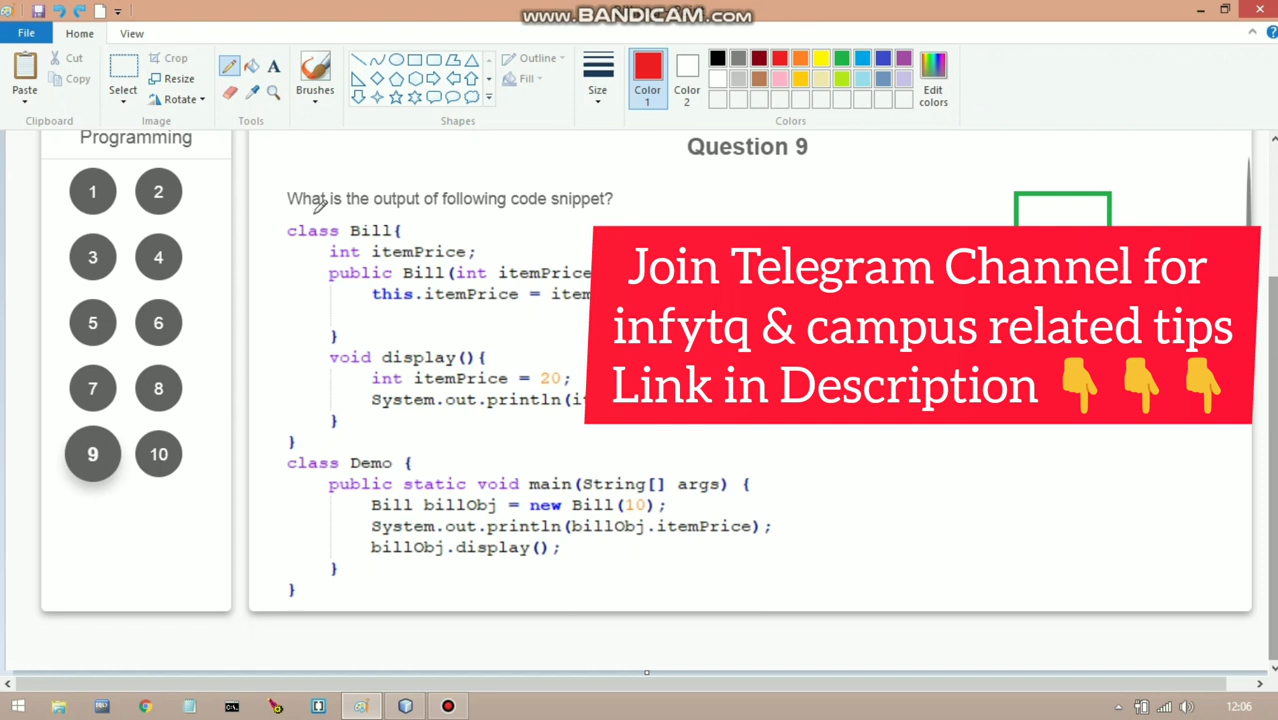 www.BANDICAM.com
File
Home
View
Paste
Cut
Copy
Clipboard
Select
Crop
Resize
Rotate
Image
Tools
Brushes
Shapes
Outline
Fill
Size
Color 1
Color 2
Edit colors
Colors
Programming
1 2
3 4
5 6
7 8
9 10
Question 9
What is the output of following code snippet?
class Bill{
int itemPrice;
public Bill(int itemPrice
this.itemPrice = item
}
void display(){
int itemPrice = 20;
System.out.println(it
}
}
class Demo {
public static void main(String[] args) {
Bill billObj = new Bill(10);
System.out.println(billObj.itemPrice);
billObj.display();
}
}
Join Telegram Channel for
infytq & campus related tips
Link in Description 👇👇👇
12:06